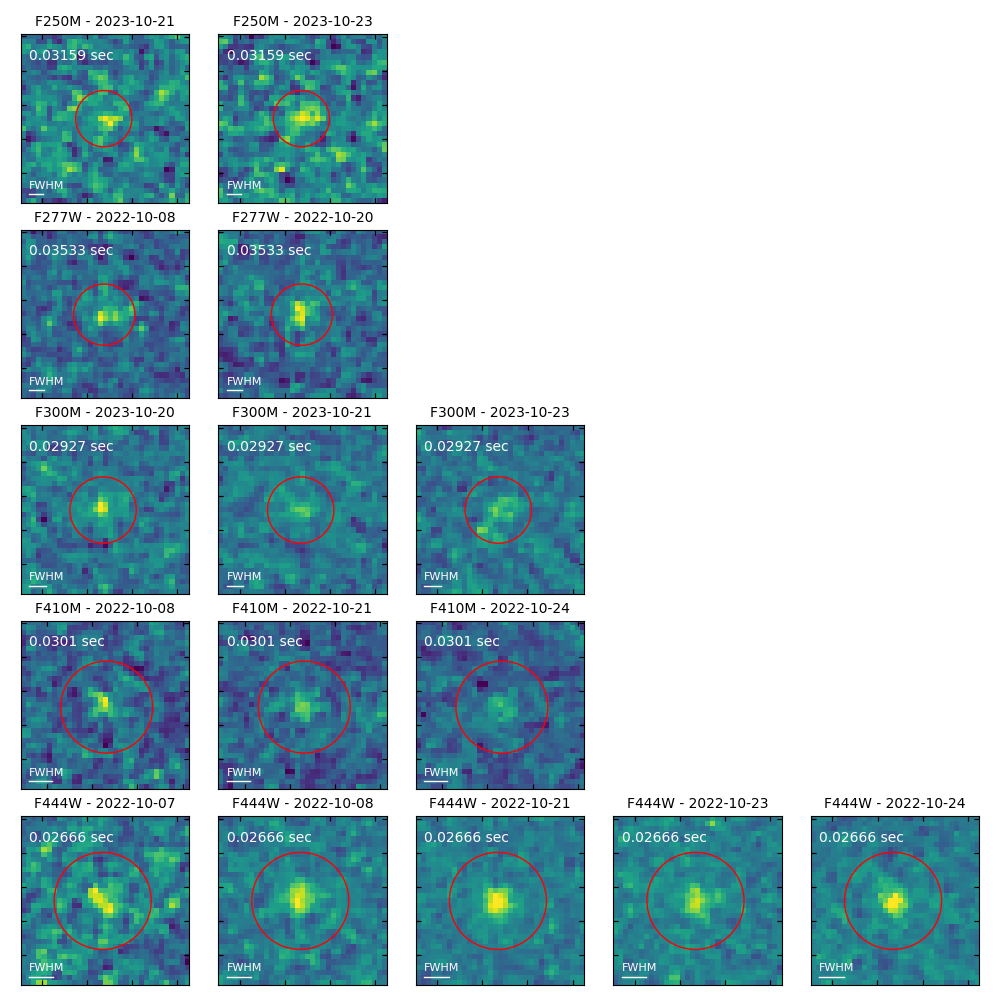 F250M - 2023-10-21
F250M - 2023-10-23
0.03159 sec
0.03159 sec
FWHM
FWHM
F277W - 2022-10-08
F277W - 2022-10-20
0.03533 sec
0.03533 sec
FWHM
FWHM
F300M - 2023-10-20
F300M - 2023-10-21
F300M - 2023-10-23
0.02927 sec
0.02927 sec
0.02927 sec
FWHM
FWHM
FWHM
F410M - 2022-10-08
F410M - 2022-10-21
F410M - 2022-10-24
0.0301 sec
0.0301 sec
0.0301 sec
FWHM
FWHM
FWHM
F444W - 2022-10-07
F444W - 2022-10-08
F444W - 2022-10-21
F444W - 2022-10-23
F444W - 2022-10-24
0.02666 sec
0.02666 sec
0.02666 sec
0.02666 sec
0.02666 sec
FWHM
FWHM
FWHM
FWHM
FWHM